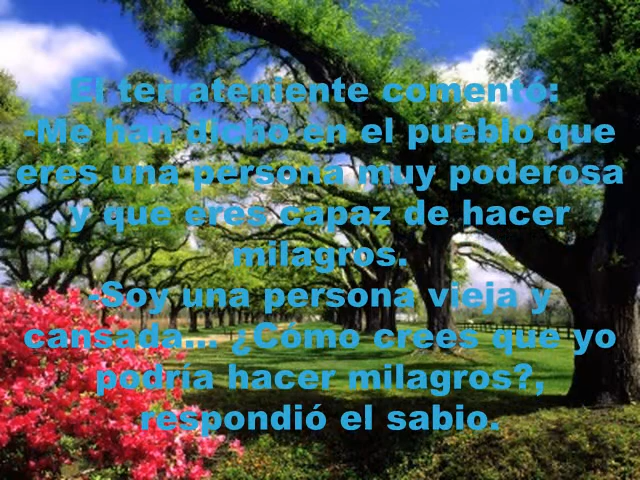 El terrateniente comentó:
-Me han dicho en el pueblo que
eres una persona muy poderosa
y que eres capaz de hacer
milagros.
-Soy una persona vieja y
cansada... ¿Cómo crees que yo
podría hacer milagros?,
respondió el sabio.